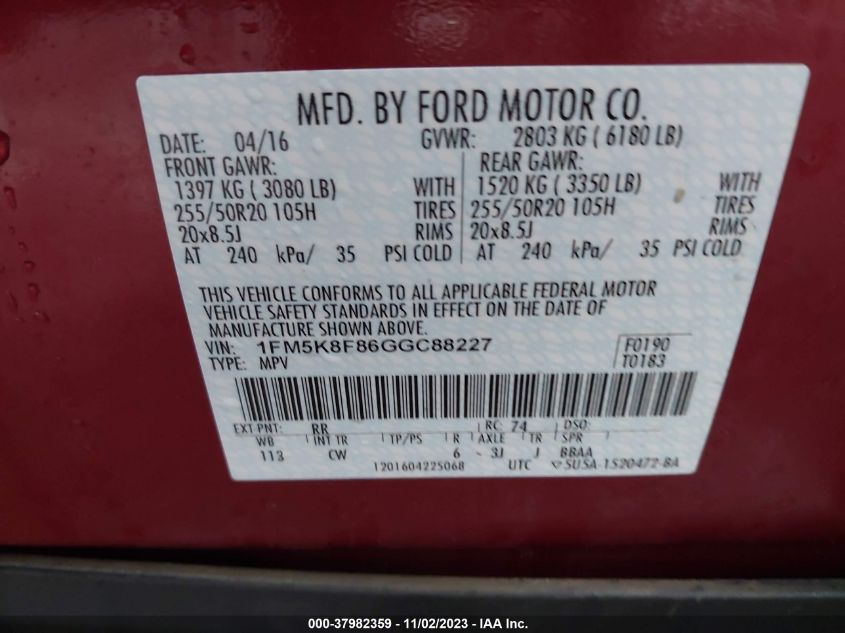 MFD. BY FORD MOTOR CO.
DATE: 04/16 GVWR: 2803 KG ( 6180 LB)
FRONT GAWR: REAR GAWR:
1397 KG ( 3080 LB) WITH 1520 KG ( 3350 LB) WITH
255/50R20 105H TIRES 255/50R20 105H TIRES
20x8.5J RIMS 20x8.5J RIMS
AT 240 kPa/ 35 PSI COLD AT 240 kPa/ 35 PSI COLD
THIS VEHICLE CONFORMS TO ALL APPLICABLE FEDERAL MOTOR
VEHICLE SAFETY STANDARDS IN EFFECT ON THE DATE OF
MANUFACTURE SHOWN ABOVE.
VIN: 1FM5K8F86GGC88227 F0190
TYPE: MPV T0183
EXT PNT: RR RC: 74 DSO:
WB INT TR TP/PS R AXLE TR SPR
113 CW 6 - 3J J BBAA
1201604225068 UTC 5U5A-1520472-BA
000-37982359 - 11/02/2023 - IAA Inc.